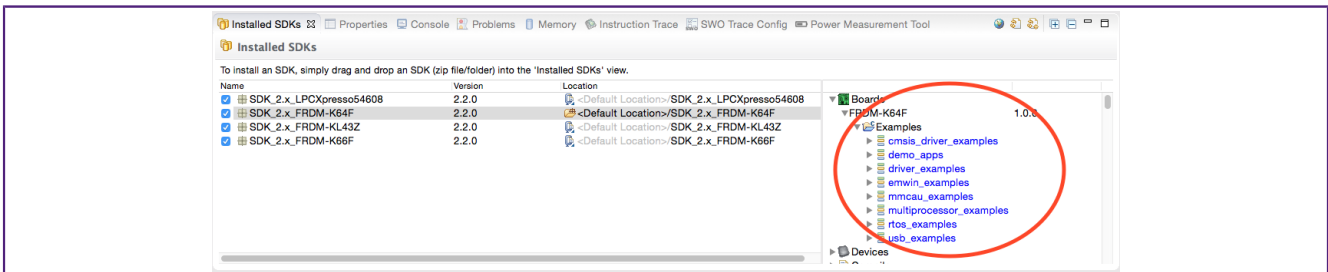 Installed SDKs Properties Console Problems Memory Instruction Trace SWO Trace Config Power Measurement Tool
Installed SDKs
To install an SDK, simply drag and drop an SDK (zip file/folder) into the 'Installed SDKs' view.
Name Version Location
SDK_2.x_LPCXpresso54608 2.2.0 <Default Location>/SDK_2.x_LPCXpresso54608
SDK_2.x_FRDM-K64F 2.2.0 <Default Location>/SDK_2.x_FRDM-K64F
SDK_2.x_FRDM-KL43Z 2.2.0 <Default Location>/SDK_2.x_FRDM-KL43Z
SDK_2.x_FRDM-K66F 2.2.0 <Default Location>/SDK_2.x_FRDM-K66F
Boards
FRDM-K64F 1.0.0
Examples
cmsis_driver_examples
demo_apps
driver_examples
emwin_examples
mmcau_examples
multiprocessor_examples
rtos_examples
usb_examples
Devices